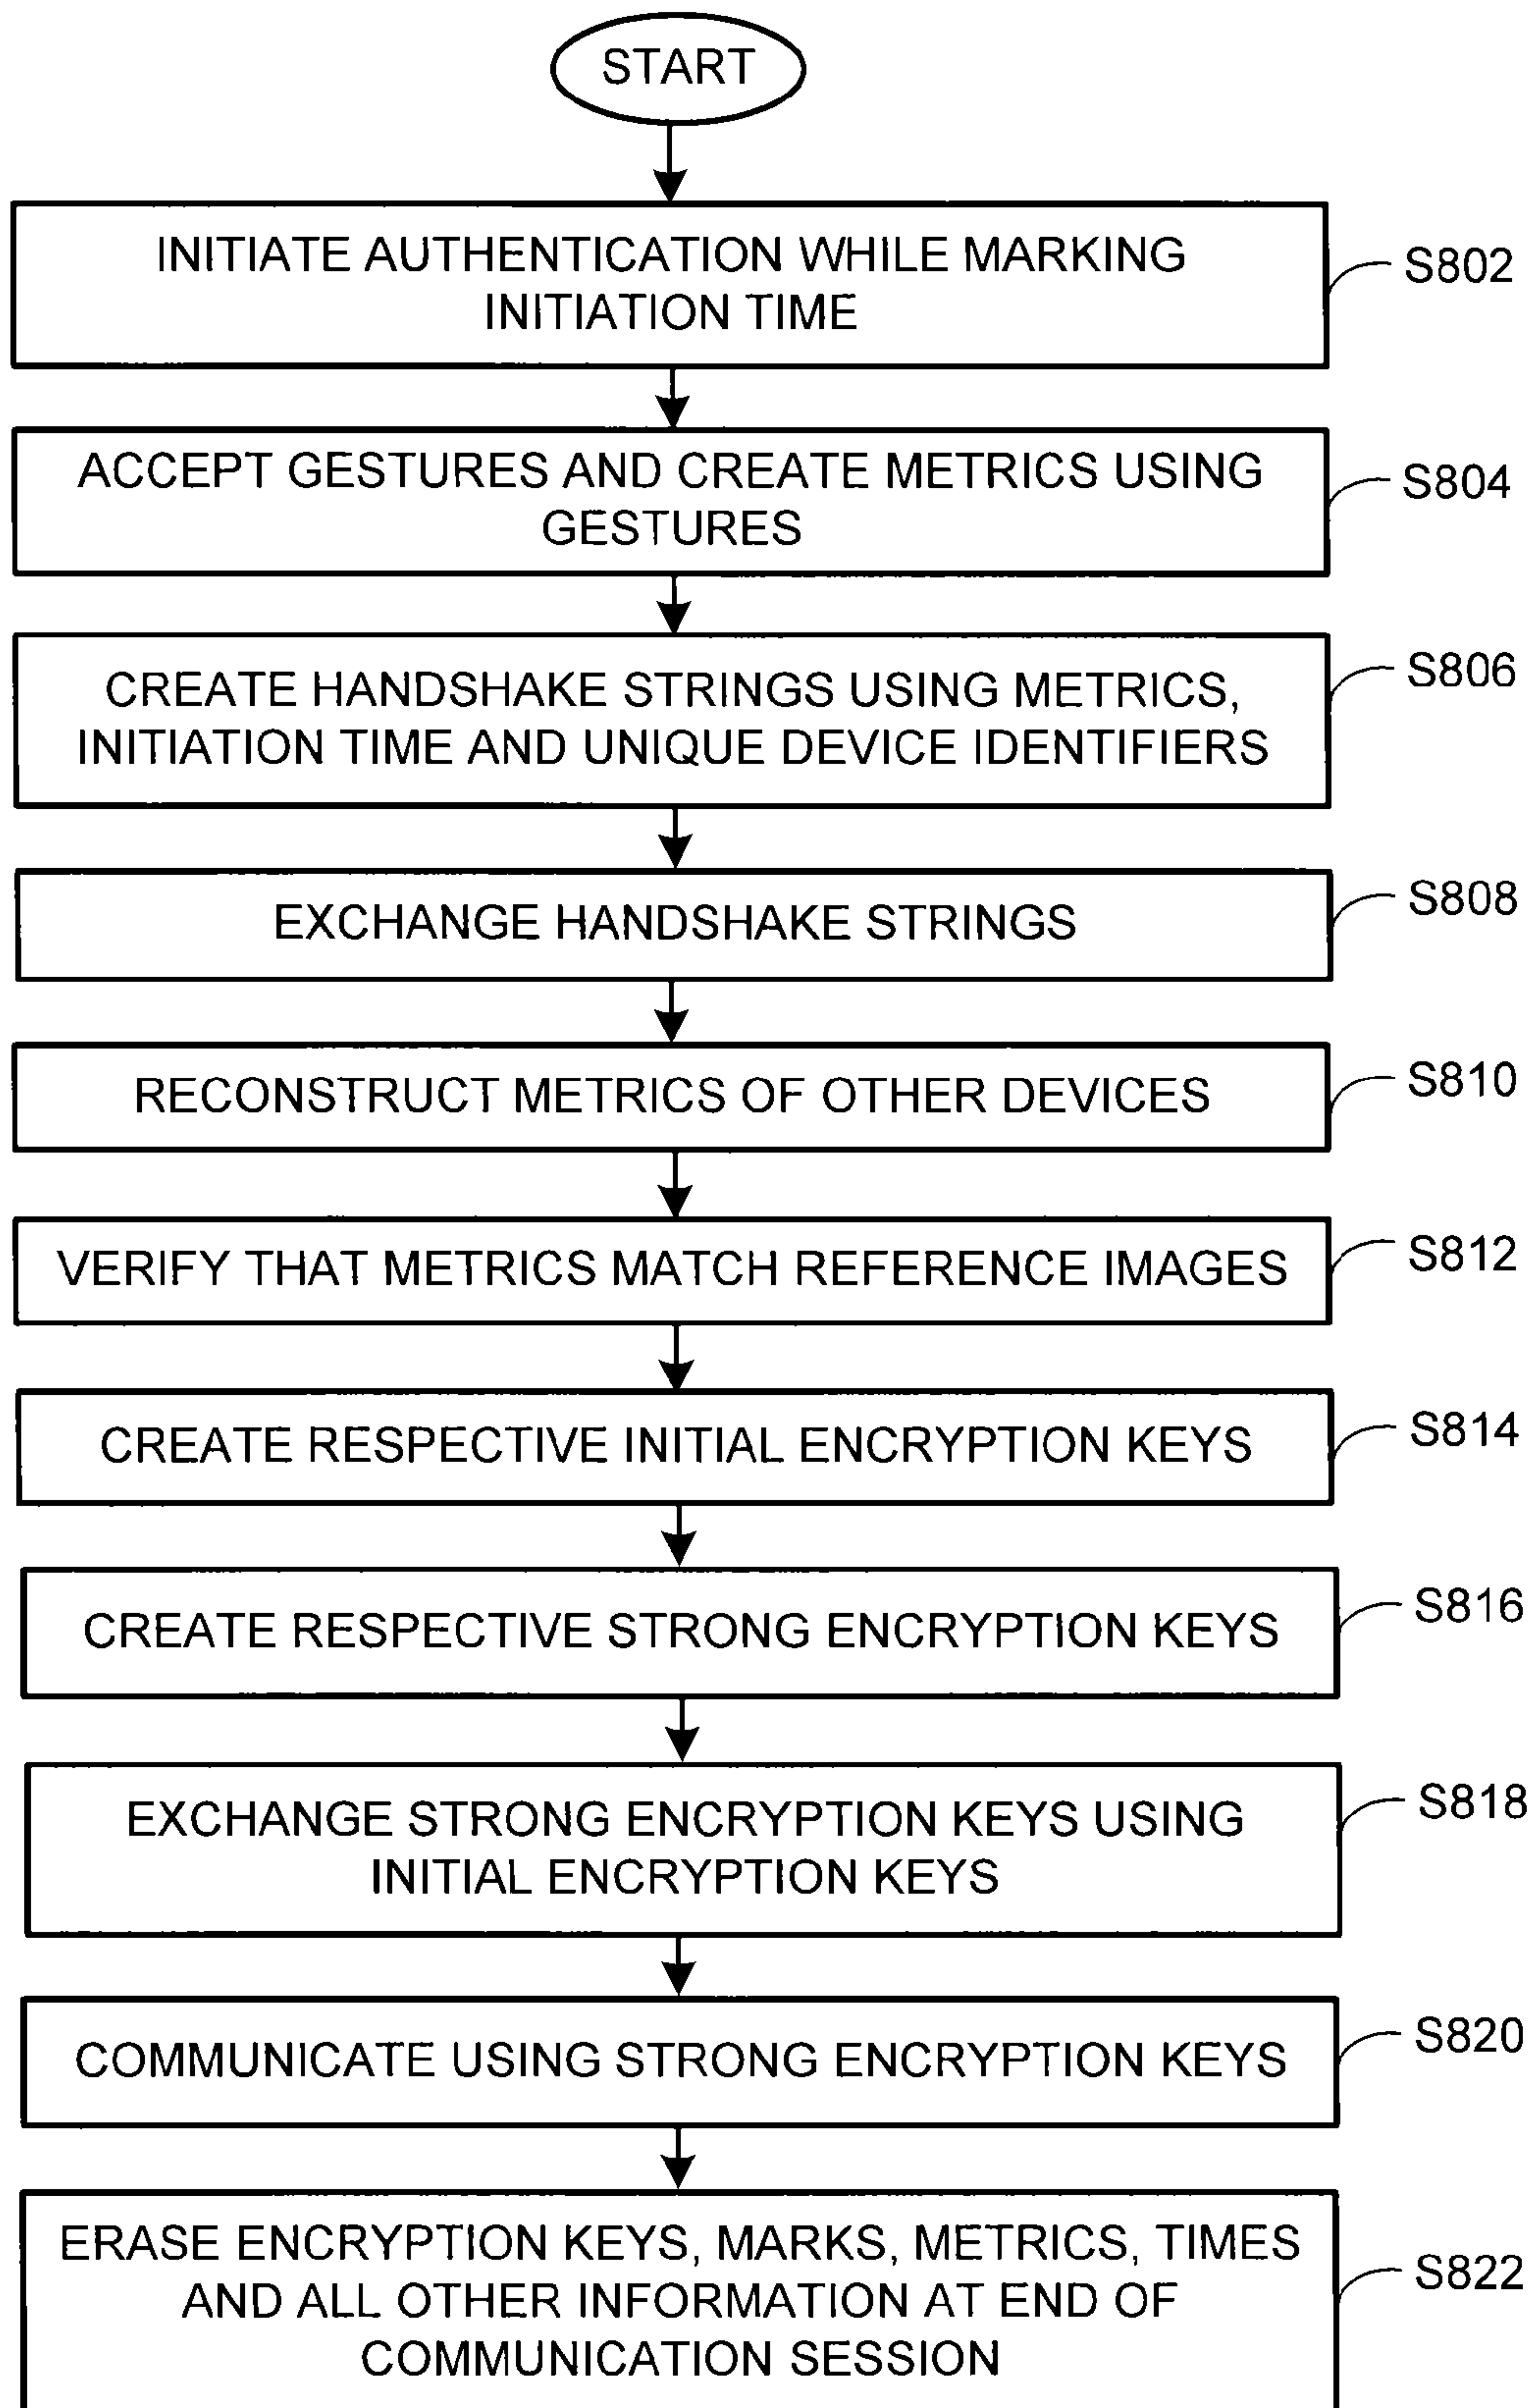 START
INITIATE AUTHENTICATION WHILE MARKING
INITIATION TIME
S802
ACCEPT GESTURES AND CREATE METRICS USING
GESTURES
S804
CREATE HANDSHAKE STRINGS USING METRICS,
INITIATION TIME AND UNIQUE DEVICE IDENTIFIERS
S806
EXCHANGE HANDSHAKE STRINGS
S808
RECONSTRUCT METRICS OF OTHER DEVICES
S810
VERIFY THAT METRICS MATCH REFERENCE IMAGES
S812
CREATE RESPECTIVE INITIAL ENCRYPTION KEYS
S814
CREATE RESPECTIVE STRONG ENCRYPTION KEYS
S816
EXCHANGE STRONG ENCRYPTION KEYS USING
INITIAL ENCRYPTION KEYS
S818
COMMUNICATE USING STRONG ENCRYPTION KEYS
S820
ERASE ENCRYPTION KEYS, MARKS, METRICS, TIMES
AND ALL OTHER INFORMATION AT END OF
COMMUNICATION SESSION
S822